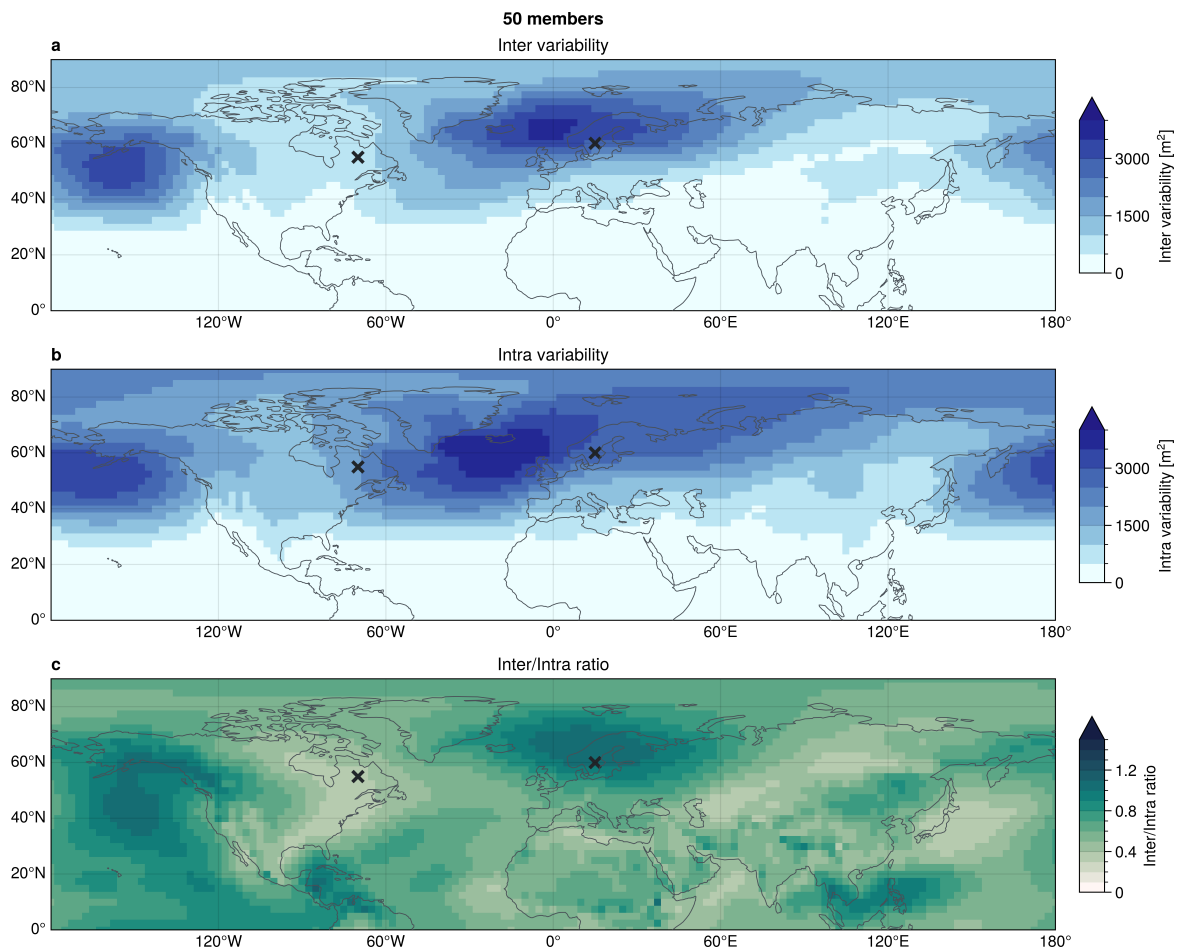 50 members
a
Inter variability
80°N
60°N
40°N
20°N
0°
120°W 60°W 0° 60°E 120°E 180°
3000
1500
0
Inter variability [m²]
b
Intra variability
80°N
60°N
40°N
20°N
0°
120°W 60°W 0° 60°E 120°E 180°
3000
1500
0
Intra variability [m²]
c
Inter/Intra ratio
80°N
60°N
40°N
20°N
0°
120°W 60°W 0° 60°E 120°E 180°
1.2
0.8
0.4
0
Inter/Intra ratio